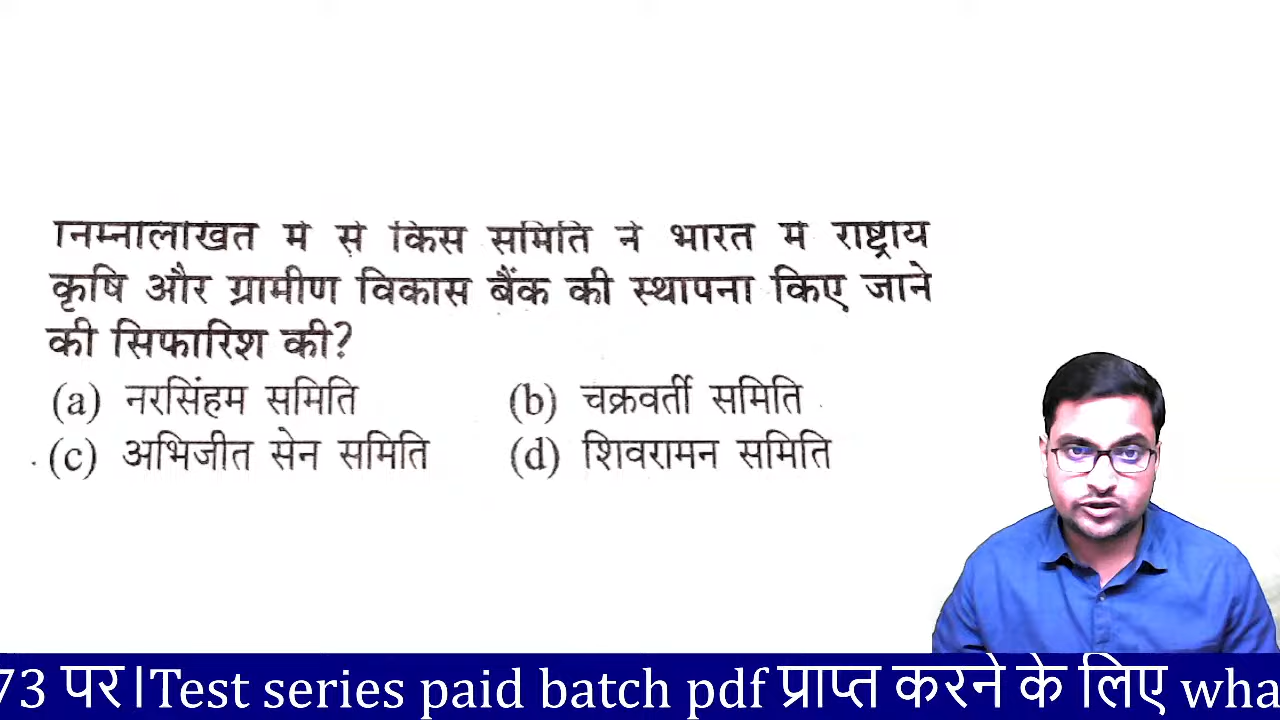 निम्नलिखित में से किस समिति ने भारत में राष्ट्रीय
कृषि और ग्रामीण विकास बैंक की स्थापना किए जाने
की सिफारिश की?
(a) नरसिंहम समिति (b) चक्रवर्ती समिति
(c) अभिजीत सेन समिति (d) शिवरामन समिति
73 पर।Test series paid batch pdf प्राप्त करने के लिए wha